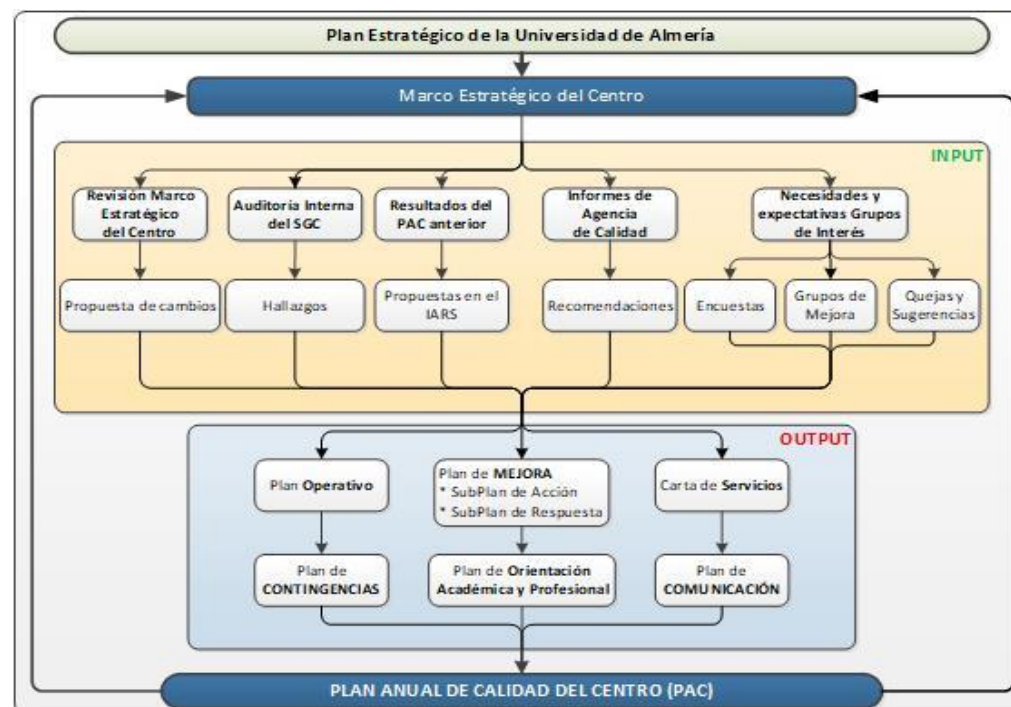 Plan Estratégico de la Universidad de Almería
Marco Estratégico del Centro
INPUT
Revisión Marco
Estratégico
del Centro
Auditoría Interna
del SGC
Resultados del
PAC anterior
Informes de
Agencia
de Calidad
Necesidades y
expectativas Grupos
de Interés
Propuesta de cambios
Hallazgos
Propuestas en el
IARS
Recomendaciones
Encuestas
Grupos de
Mejora
Quejas y
Sugerencias
OUTPUT
Plan Operativo
Plan de MEJORA
* SubPlan de Acción
* SubPlan de Respuesta
Carta de Servicios
Plan de
CONTINGENCIAS
Plan de Orientación
Académica y Profesional
Plan de
COMUNICACIÓN
PLAN ANUAL DE CALIDAD DEL CENTRO (PAC)